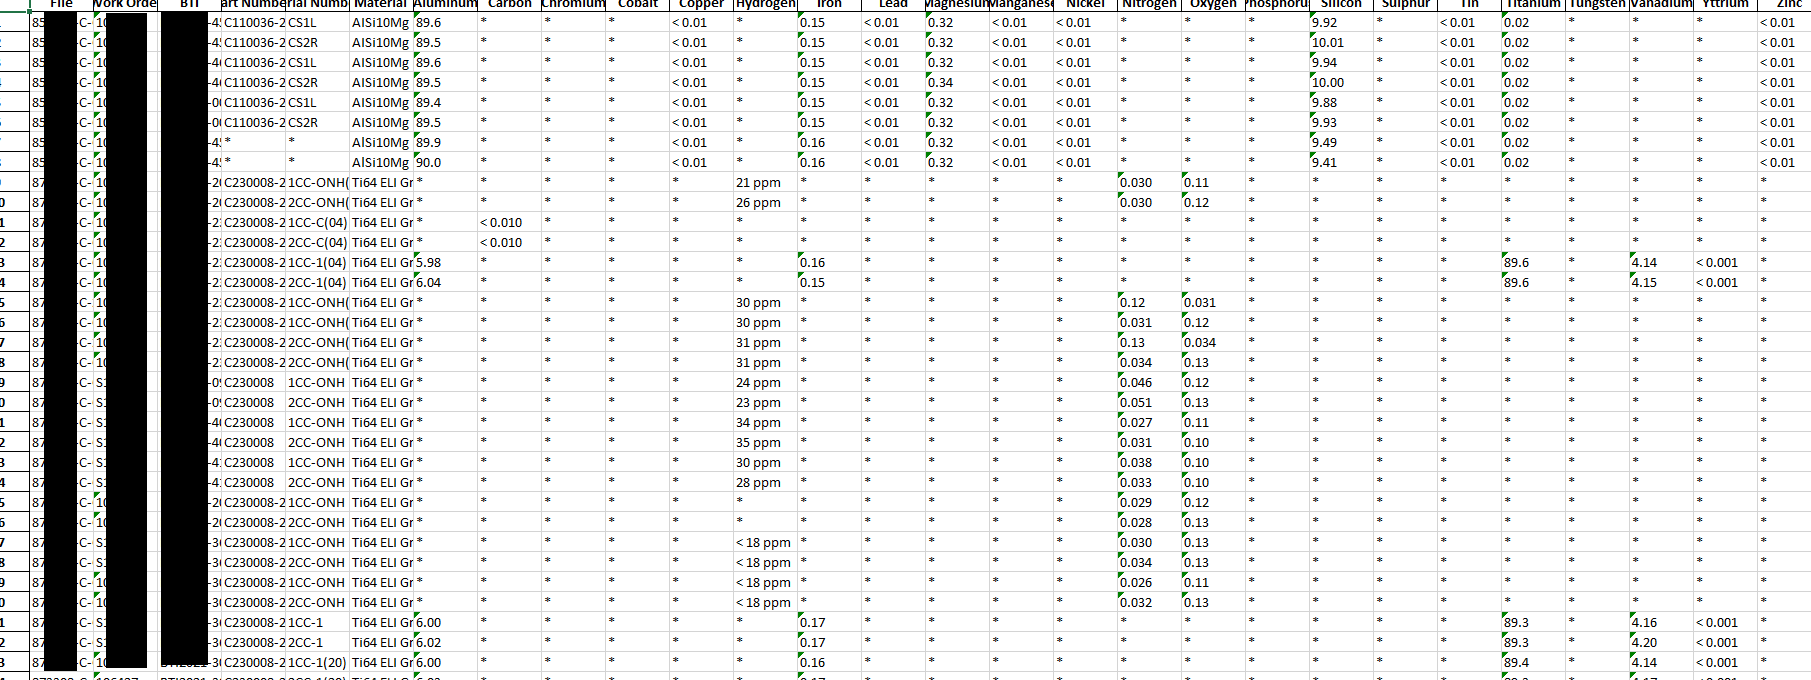 File Work Orde BTI art Number rial Numb Material Aluminum Carbon Chromium Cobalt Copper Hydrogen Iron Lead Magnesium Manganese Nickel Nitrogen Oxygen Phosphoru Silicon Sulphur Tin Titanium Tungsten Vanadium Yttrium Zinc
1 85 -C- 10 -45 C110036-2 CS1L AlSi10Mg 89.6 * * * < 0.01 * 0.15 < 0.01 0.32 < 0.01 < 0.01 * * * 9.92 * < 0.01 0.02 * * * < 0.01
2 85 -C- 10 -45 C110036-2 CS2R AlSi10Mg 89.5 * * * < 0.01 * 0.15 < 0.01 0.32 < 0.01 < 0.01 * * * 10.01 * < 0.01 0.02 * * * < 0.01
3 85 -C- 10 -46 C110036-2 CS1L AlSi10Mg 89.6 * * * < 0.01 * 0.15 < 0.01 0.32 < 0.01 < 0.01 * * * 9.94 * < 0.01 0.02 * * * < 0.01
4 85 -C- 10 -46 C110036-2 CS2R AlSi10Mg 89.5 * * * < 0.01 * 0.15 < 0.01 0.34 < 0.01 < 0.01 * * * 10.00 * < 0.01 0.02 * * * < 0.01
5 85 -C- 10 -00 C110036-2 CS1L AlSi10Mg 89.4 * * * < 0.01 * 0.15 < 0.01 0.32 < 0.01 < 0.01 * * * 9.88 * < 0.01 0.02 * * * < 0.01
6 85 -C- 10 -00 C110036-2 CS2R AlSi10Mg 89.5 * * * < 0.01 * 0.15 < 0.01 0.32 < 0.01 < 0.01 * * * 9.93 * < 0.01 0.02 * * * < 0.01
85 -C- 10 -45 * * AlSi10Mg 89.9 * * * < 0.01 * 0.16 < 0.01 0.32 < 0.01 < 0.01 * * * 9.49 * < 0.01 0.02 * * * < 0.01
85 -C- 10 -45 * * AlSi10Mg 90.0 * * * < 0.01 * 0.16 < 0.01 0.32 < 0.01 < 0.01 * * * 9.41 * < 0.01 0.02 * * * < 0.01
87 -C- 10 -20 C230008-2 1CC-ONH( Ti64 ELI Gr * * * * * 21 ppm * * * * * 0.030 0.11 * * * * * * * * *
0 87 -C- 10 -20 C230008-2 2CC-ONH( Ti64 ELI Gr * * * * * 26 ppm * * * * * 0.030 0.12 * * * * * * * * *
1 87 -C- 10 -22 C230008-2 1CC-C(04) Ti64 ELI Gr * < 0.010 * * * * * * * * * * * * * * * * * * * *
2 87 -C- 10 -22 C230008-2 2CC-C(04) Ti64 ELI Gr * < 0.010 * * * * * * * * * * * * * * * * * * * *
3 87 -C- 10 -22 C230008-2 1CC-1(04) Ti64 ELI Gr 5.98 * * * * * 0.16 * * * * * * * * * * 89.6 * 4.14 < 0.001 *
4 87 -C- 10 -22 C230008-2 2CC-1(04) Ti64 ELI Gr 6.04 * * * * * 0.15 * * * * * * * * * * 89.6 * 4.15 < 0.001 *
5 87 -C- 10 -22 C230008-2 1CC-ONH( Ti64 ELI Gr * * * * * 30 ppm * * * * * 0.12 0.031 * * * * * * * * *
6 87 -C- 10 -22 C230008-2 1CC-ONH( Ti64 ELI Gr * * * * * 30 ppm * * * * * 0.031 0.12 * * * * * * * * *
7 87 -C- 10 -22 C230008-2 2CC-ONH( Ti64 ELI Gr * * * * * 31 ppm * * * * * 0.13 0.034 * * * * * * * * *
8 87 -C- 10 -22 C230008-2 2CC-ONH( Ti64 ELI Gr * * * * * 31 ppm * * * * * 0.034 0.13 * * * * * * * * *
9 87 -C- S1 -09 C230008 1CC-ONH Ti64 ELI Gr * * * * * 24 ppm * * * * * 0.046 0.12 * * * * * * * * *
0 87 -C- S1 -09 C230008 2CC-ONH Ti64 ELI Gr * * * * * 23 ppm * * * * * 0.051 0.13 * * * * * * * * *
1 87 -C- S1 -40 C230008 1CC-ONH Ti64 ELI Gr * * * * * 34 ppm * * * * * 0.027 0.11 * * * * * * * * *
2 87 -C- S1 -40 C230008 2CC-ONH Ti64 ELI Gr * * * * * 35 ppm * * * * * 0.031 0.10 * * * * * * * * *
3 87 -C- S1 -41 C230008 1CC-ONH Ti64 ELI Gr * * * * * 30 ppm * * * * * 0.038 0.10 * * * * * * * * *
4 87 -C- S1 -41 C230008 2CC-ONH Ti64 ELI Gr * * * * * 28 ppm * * * * * 0.033 0.10 * * * * * * * * *
5 87 -C- 10 -20 C230008-2 1CC-ONH Ti64 ELI Gr * * * * * * * * * * * 0.029 0.12 * * * * * * * * *
6 87 -C- 10 -20 C230008-2 2CC-ONH Ti64 ELI Gr * * * * * * * * * * * 0.028 0.13 * * * * * * * * *
7 87 -C- S1 -30 C230008-2 1CC-ONH Ti64 ELI Gr * * * * * < 18 ppm * * * * * 0.030 0.13 * * * * * * * * *
8 87 -C- S1 -30 C230008-2 2CC-ONH Ti64 ELI Gr * * * * * < 18 ppm * * * * * 0.034 0.13 * * * * * * * * *
9 87 -C- 10 -30 C230008-2 1CC-ONH Ti64 ELI Gr * * * * * < 18 ppm * * * * * 0.026 0.11 * * * * * * * * *
0 87 -C- 10 -30 C230008-2 2CC-ONH Ti64 ELI Gr * * * * * < 18 ppm * * * * * 0.032 0.13 * * * * * * * * *
1 87 -C- S1 -30 C230008-2 1CC-1 Ti64 ELI Gr 6.00 * * * * * 0.17 * * * * * * * * * * 89.3 * 4.16 < 0.001 *
2 87 -C- S1 -30 C230008-2 2CC-1 Ti64 ELI Gr 6.02 * * * * * 0.17 * * * * * * * * * * 89.3 * 4.20 < 0.001 *
3 87 -C- 10 -30 C230008-2 1CC-1(20) Ti64 ELI Gr 6.00 * * * * * 0.16 * * * * * * * * * * 89.4 * 4.14 < 0.001 *